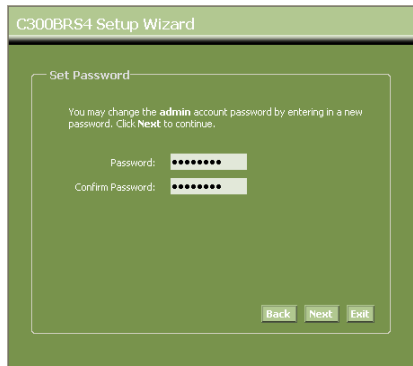 C300BRS4 Setup Wizard
Set Password
You may change the admin account password by entering in a new
password. Click Next to continue.
Password: ●●●●●●●●
Confirm Password: ●●●●●●●●
Back Next Exit